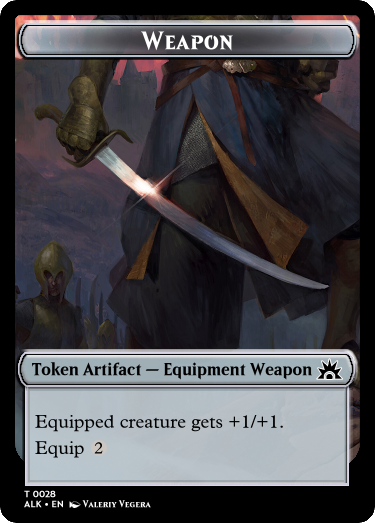 Weapon
Token Artifact — Equipment Weapon
Equipped creature gets +1/+1.
Equip 2
T 0028
ALK • EN Valeriy Vegera